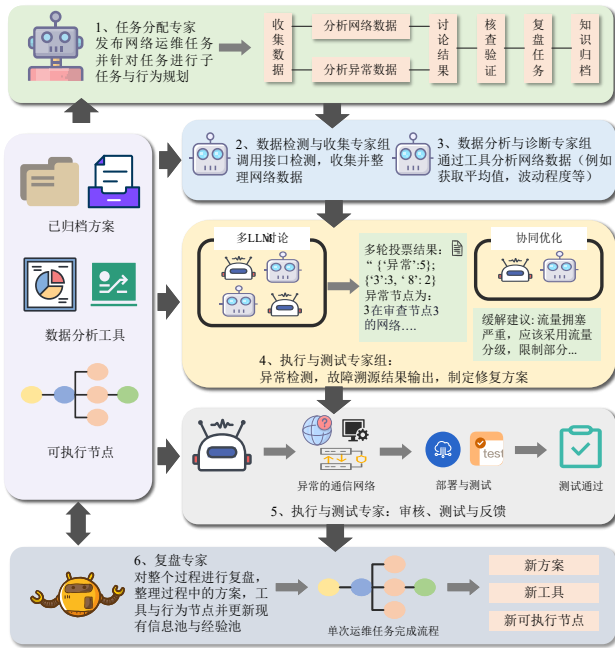 1、任务分配专家
发布网络运维任务
并针对任务进行子
任务与行为规划
收集数据
分析网络数据
分析异常数据
讨论结果
核查验证
复盘任务
知识归档
2、数据检测与收集专家组
调用接口检测，收集并整
理网络数据
3、数据分析与诊断专家组
通过工具分析网络数据（例如
获取平均值，波动程度等）
已归档方案
数据分析工具
可执行节点
多LLM讨论
多轮投票结果：
“{‘异常’:5};
{‘3’:3, ‘8’: 2}
异常节点为：
3在审查节点3
的网络….
协同优化
缓解建议: 流量拥塞
严重，应该采用流量
分级，限制部分...
4、执行与测试专家组：
异常检测，故障溯源结果输出，制定修复方案
test
异常的通信网络
部署与测试
测试通过
5、执行与测试专家：审核、测试与反馈
6、复盘专家
对整个过程进行复盘，
整理过程中的方案，工
具与行为节点并更新现
有信息池与经验池
单次运维任务完成流程
新方案
新工具
新可执行节点